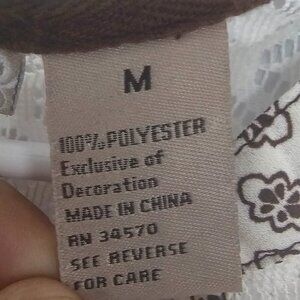 M
100% POLYESTER
Exclusive of
Decoration
MADE IN CHINA
RN 34570
SEE REVERSE
FOR CARE